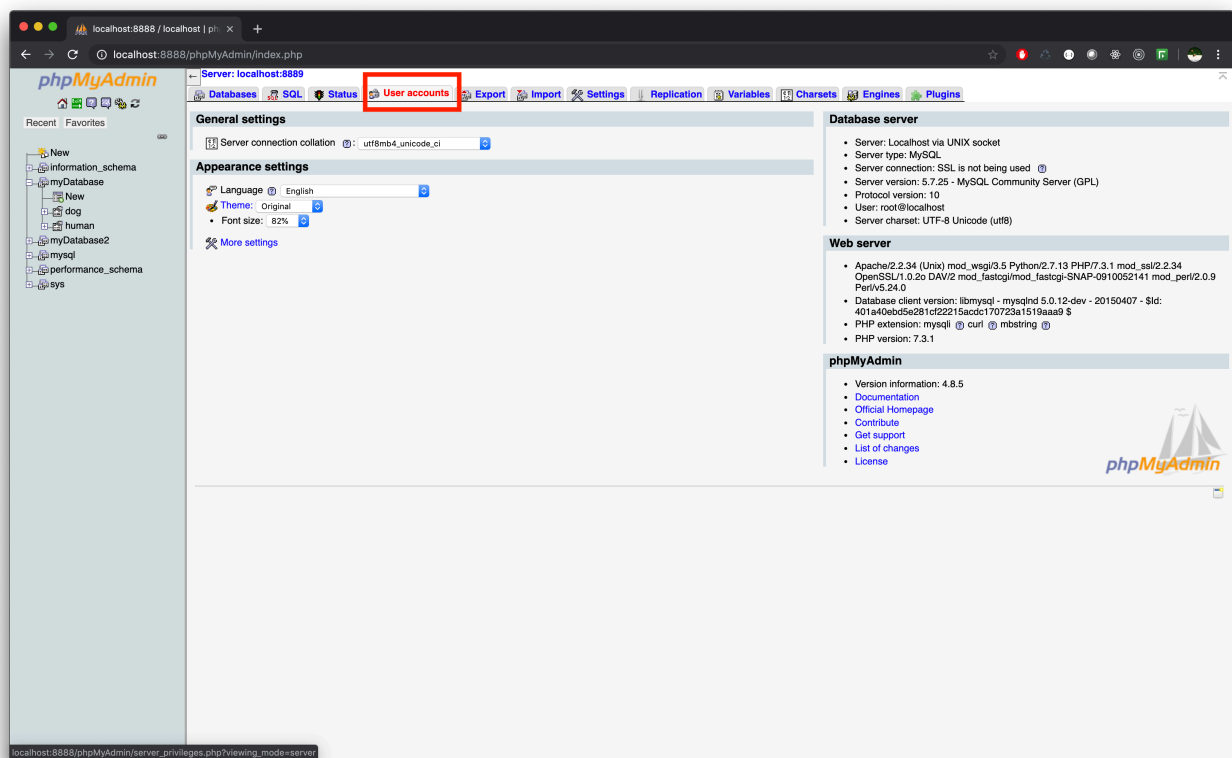 localhost:8888 / localhost | ph
localhost:8888/phpMyAdmin/index.php
phpMyAdmin
Recent Favorites
New
information_schema
myDatabase
New
dog
human
myDatabase2
mysql
performance_schema
sys
Server: localhost:8889
Databases SQL Status User accounts Export Import Settings Replication Variables Charsets Engines Plugins
General settings
Server connection collation : utf8mb4_unicode_ci
Appearance settings
Language English
Theme: Original
Font size: 82%
More settings
Database server
Server: Localhost via UNIX socket
Server type: MySQL
Server connection: SSL is not being used
Server version: 5.7.25 - MySQL Community Server (GPL)
Protocol version: 10
User: root@localhost
Server charset: UTF-8 Unicode (utf8)
Web server
Apache/2.2.34 (Unix) mod_wsgi/3.5 Python/2.7.13 PHP/7.3.1 mod_ssl/2.2.34
OpenSSL/1.0.2o DAV/2 mod_fastcgi/mod_fastcgi-SNAP-0910052141 mod_perl/2.0.9
Perl/v5.24.0
Database client version: libmysql - mysqlnd 5.0.12-dev - 20150407 - $Id:
401a40ebd5e281cf22215acdc170723a1519aaa9 $
PHP extension: mysqli curl mbstring
PHP version: 7.3.1
phpMyAdmin
Version information: 4.8.5
Documentation
Official Homepage
Contribute
Get support
List of changes
License
phpMyAdmin
localhost:8888/phpMyAdmin/server_privileges.php?viewing_mode=server